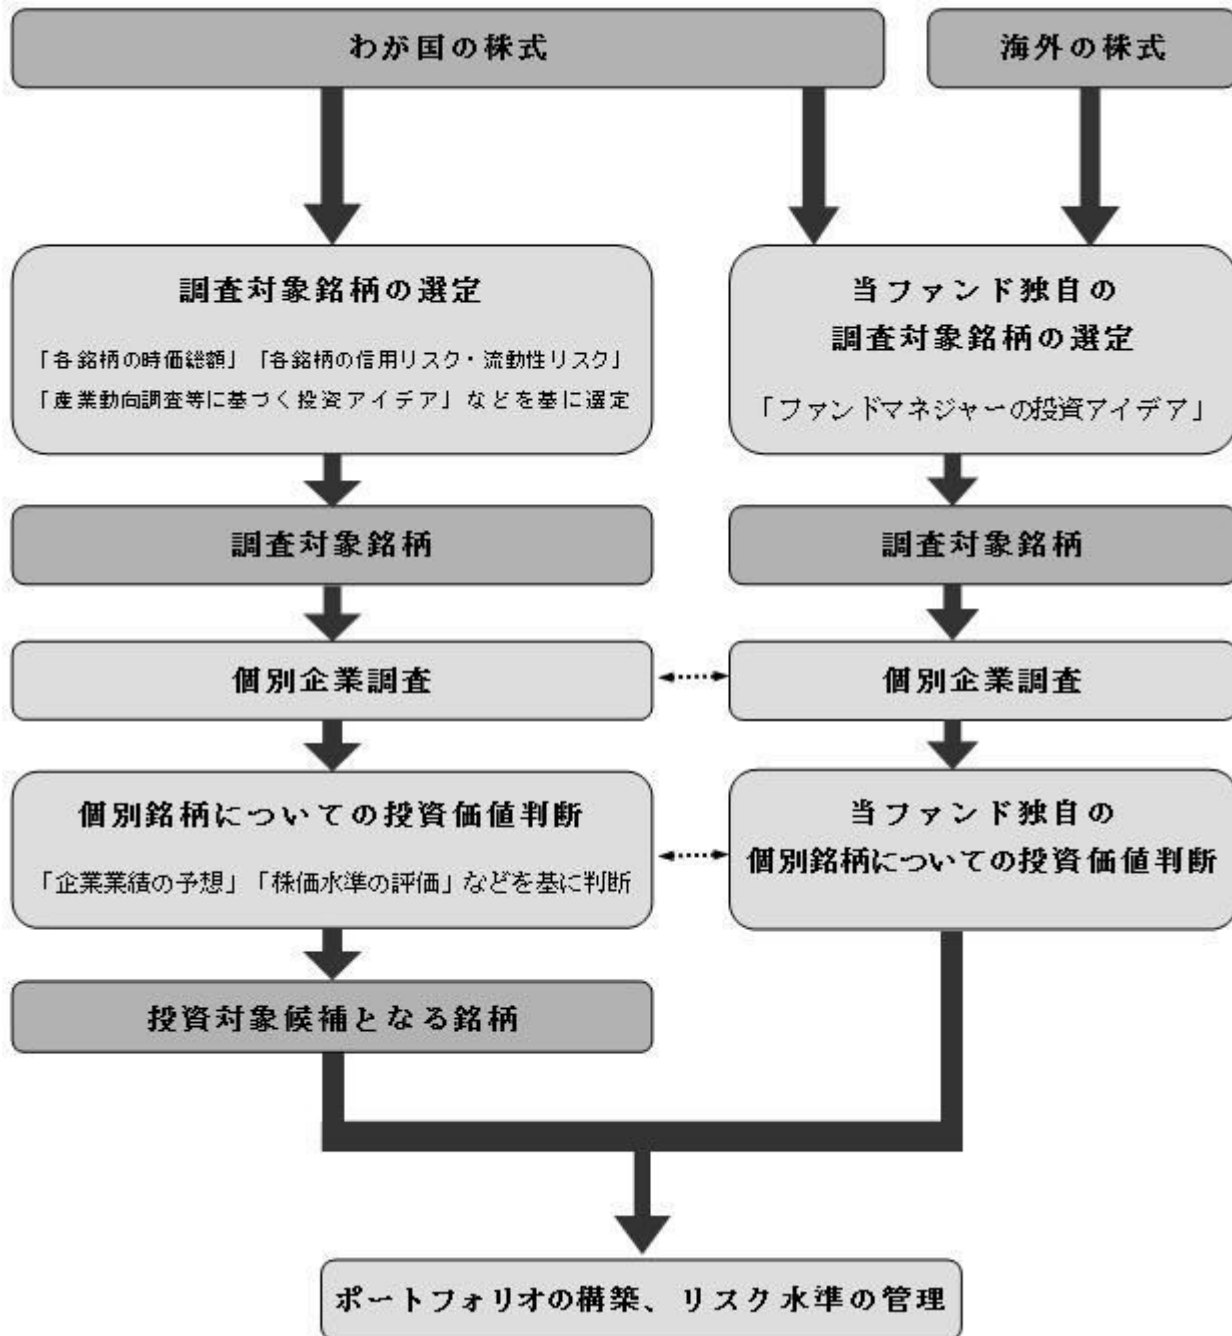 わが国の株式
海外の株式
調査対象銘柄の選定
「各銘柄の時価総額」「各銘柄の信用リスク・流動性リスク」
「産業動向調査等に基づく投資アイデア」などを基に選定
当ファンド独自の
調査対象銘柄の選定
「ファンドマネジャーの投資アイデア」
調査対象銘柄
調査対象銘柄
個別企業調査
個別企業調査
個別銘柄についての投資価値判断
「企業業績の予想」「株価水準の評価」などを基に判断
当ファンド独自の
個別銘柄についての投資価値判断
投資対象候補となる銘柄
ポートフォリオの構築、リスク水準の管理